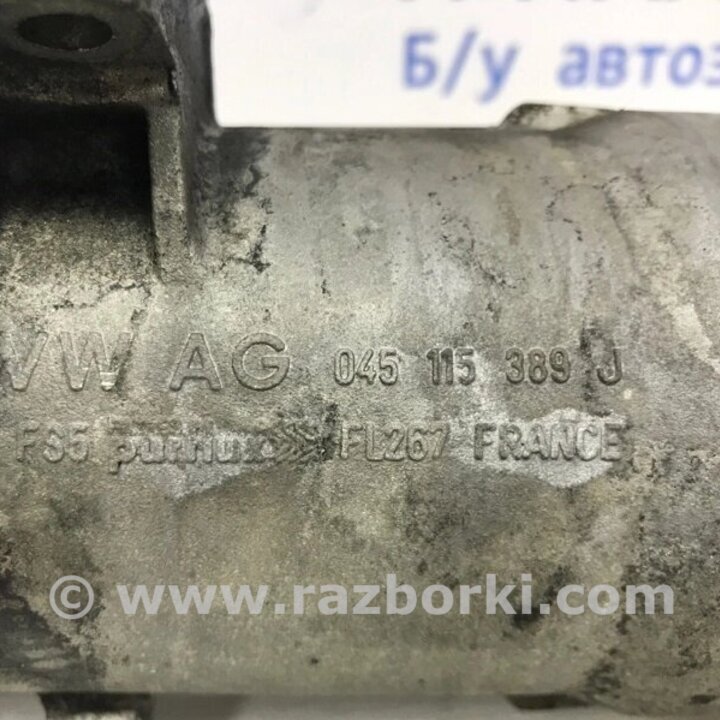 Б/у автоз
VW AG 045 115 389 J
FS5 purflux FL267 FRANCE
© www.razborki.com